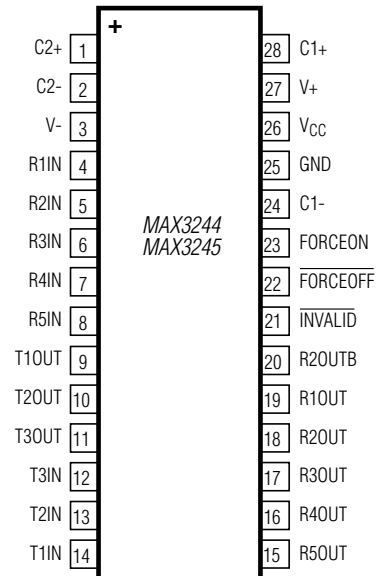 +
C2+ 1 28 C1+
C2- 2 27 V+
V- 3 26 VCC
R1IN 4 25 GND
R2IN 5 24 C1-
MAX3244
MAX3245
R3IN 6 23 FORCEON
R4IN 7 22 FORCEOFF
R5IN 8 21 INVALID
T1OUT 9 20 R2OUTB
T2OUT 10 19 R1OUT
T3OUT 11 18 R2OUT
T3IN 12 17 R3OUT
T2IN 13 16 R4OUT
T1IN 14 15 R5OUT